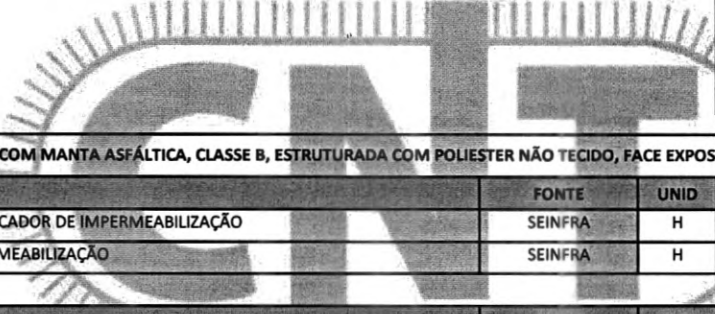 CNT
COM MANTA ASFÁLTICA, CLASSE B, ESTRUTURADA COM POLIESTER NÃO TECIDO, FACE EXPOS
FONTE UNID
CADOR DE IMPERMEABILIZAÇÃO SEINFRA H
MEABILIZAÇÃO SEINFRA H